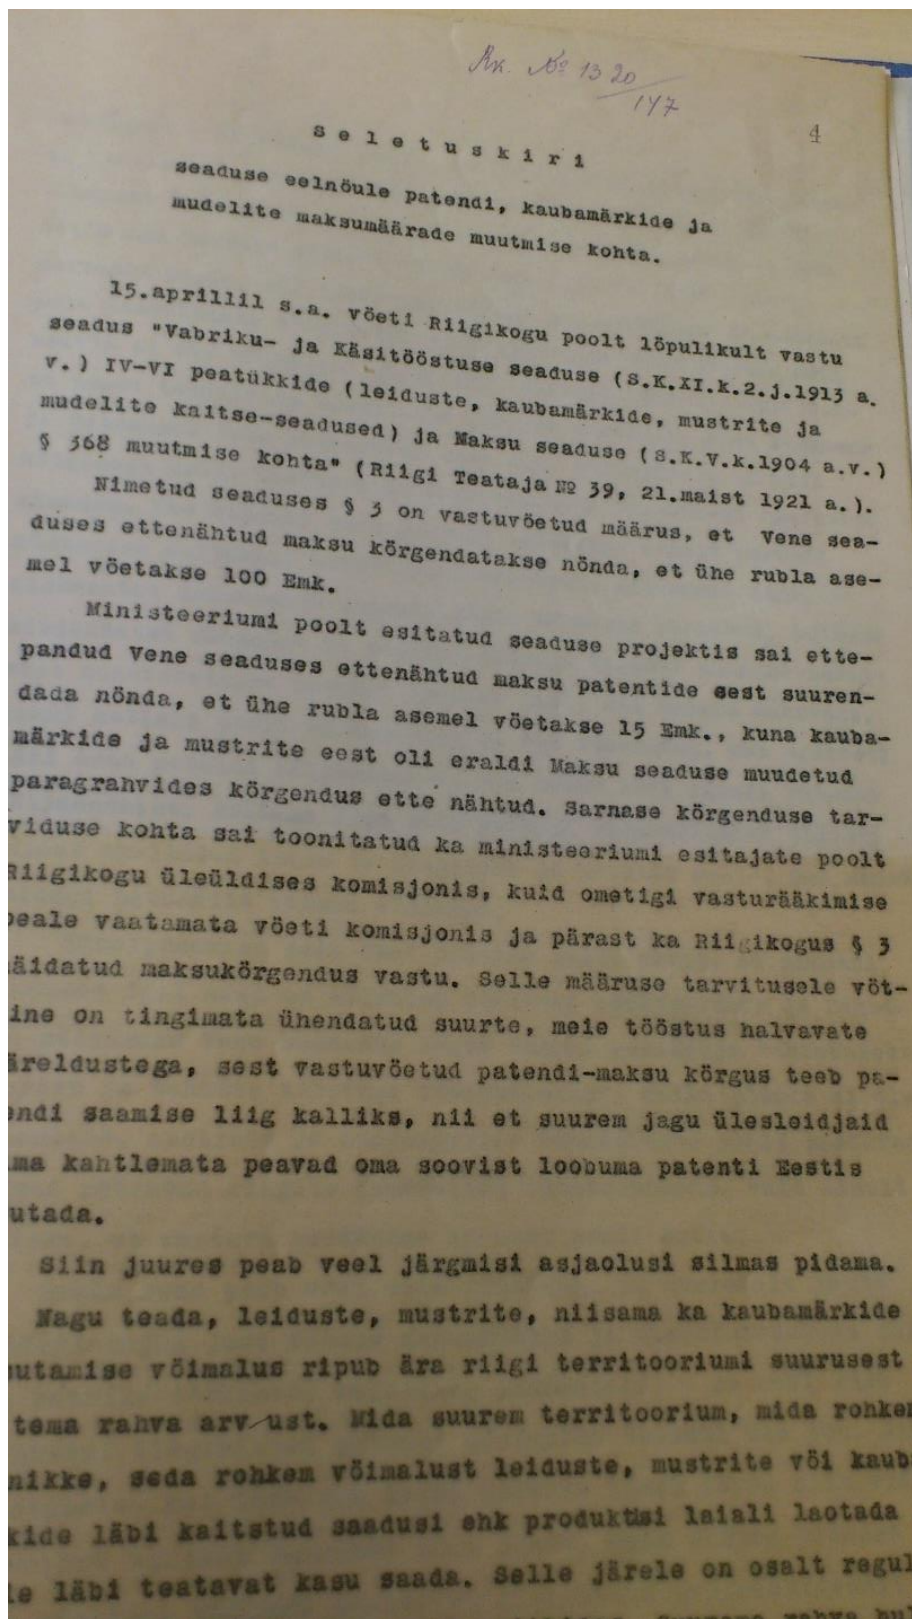 Rk. № 1320
147
4
Seletuskiri
seaduse eelnõule patendi, kaubamärkide ja
mudelite maksumäärade muutmise kohta.
15.aprillil s.a. võeti Riigikogu poolt lõpulikult vastu
seadus "Vabriku- ja Käsitööstuse seaduse (S.K.XI.k.2.j.1913 a.
v.) IV-VI peatükkide (leiduste, kaubamärkide, mustrite ja
mudelite kaitse-seadused) ja Maksu seaduse (S.K.V.k.1904 a.v.)
§ 368 muutmise kohta" (Riigi Teataja № 39, 21.maist 1921 a.).
Nimetud seaduses § 3 on vastuvõetud määrus, et Vene sea-
duses ettenähtud maksu kõrgendatakse nõnda, et ühe rubla ase-
mel võetakse 100 Emk.
Ministeeriumi poolt esitatud seaduse projektis sai ette-
pandud Vene seaduses ettenähtud maksu patentide eest suuren-
dada nõnda, et ühe rubla asemel võetakse 15 Emk., kuna kauba-
märkide ja mustrite eest oli eraldi Maksu seaduse muudetud
paragrahvides kõrgendus ette nähtud. Sarnase kõrgenduse tar-
viduse kohta sai toonitatud ka ministeeriumi esitajate poolt
Riigikogu üleüldises komisjonis, kuid ometigi vasturääkimise
peale vaatamata võeti komisjonis ja pärast ka Riigikogus § 3
äidatud maksukõrgendus vastu. Selle määruse tarvitusele võt-
ine on tingimata ühendatud suurte, meie tööstus halvavate
äreldustega, sest vastuvõetud patendi-maksu kõrgus teeb pa-
endi saamise liig kalliks, nii et suurem jagu ülesleidjaid
ma kahtlemata peavad oma soovist loobuma patenti Eestis
utada.
Siin juures peab veel järgmisi asjaolusi silmas pidama.
Nagu teada, leiduste, mustrite, niisama ka kaubamärkide
utamise võimalus ripub ära riigi territooriumi suurusest
tema rahva arvust. Mida suurem territoorium, mida rohkem
nikke, seda rohkem võimalust leiduste, mustrite või kauba
kide läbi kaitstud saadusi ehk produktisi laiali laotada
le läbi teatavat kasu saada. Selle järele on osalt regul